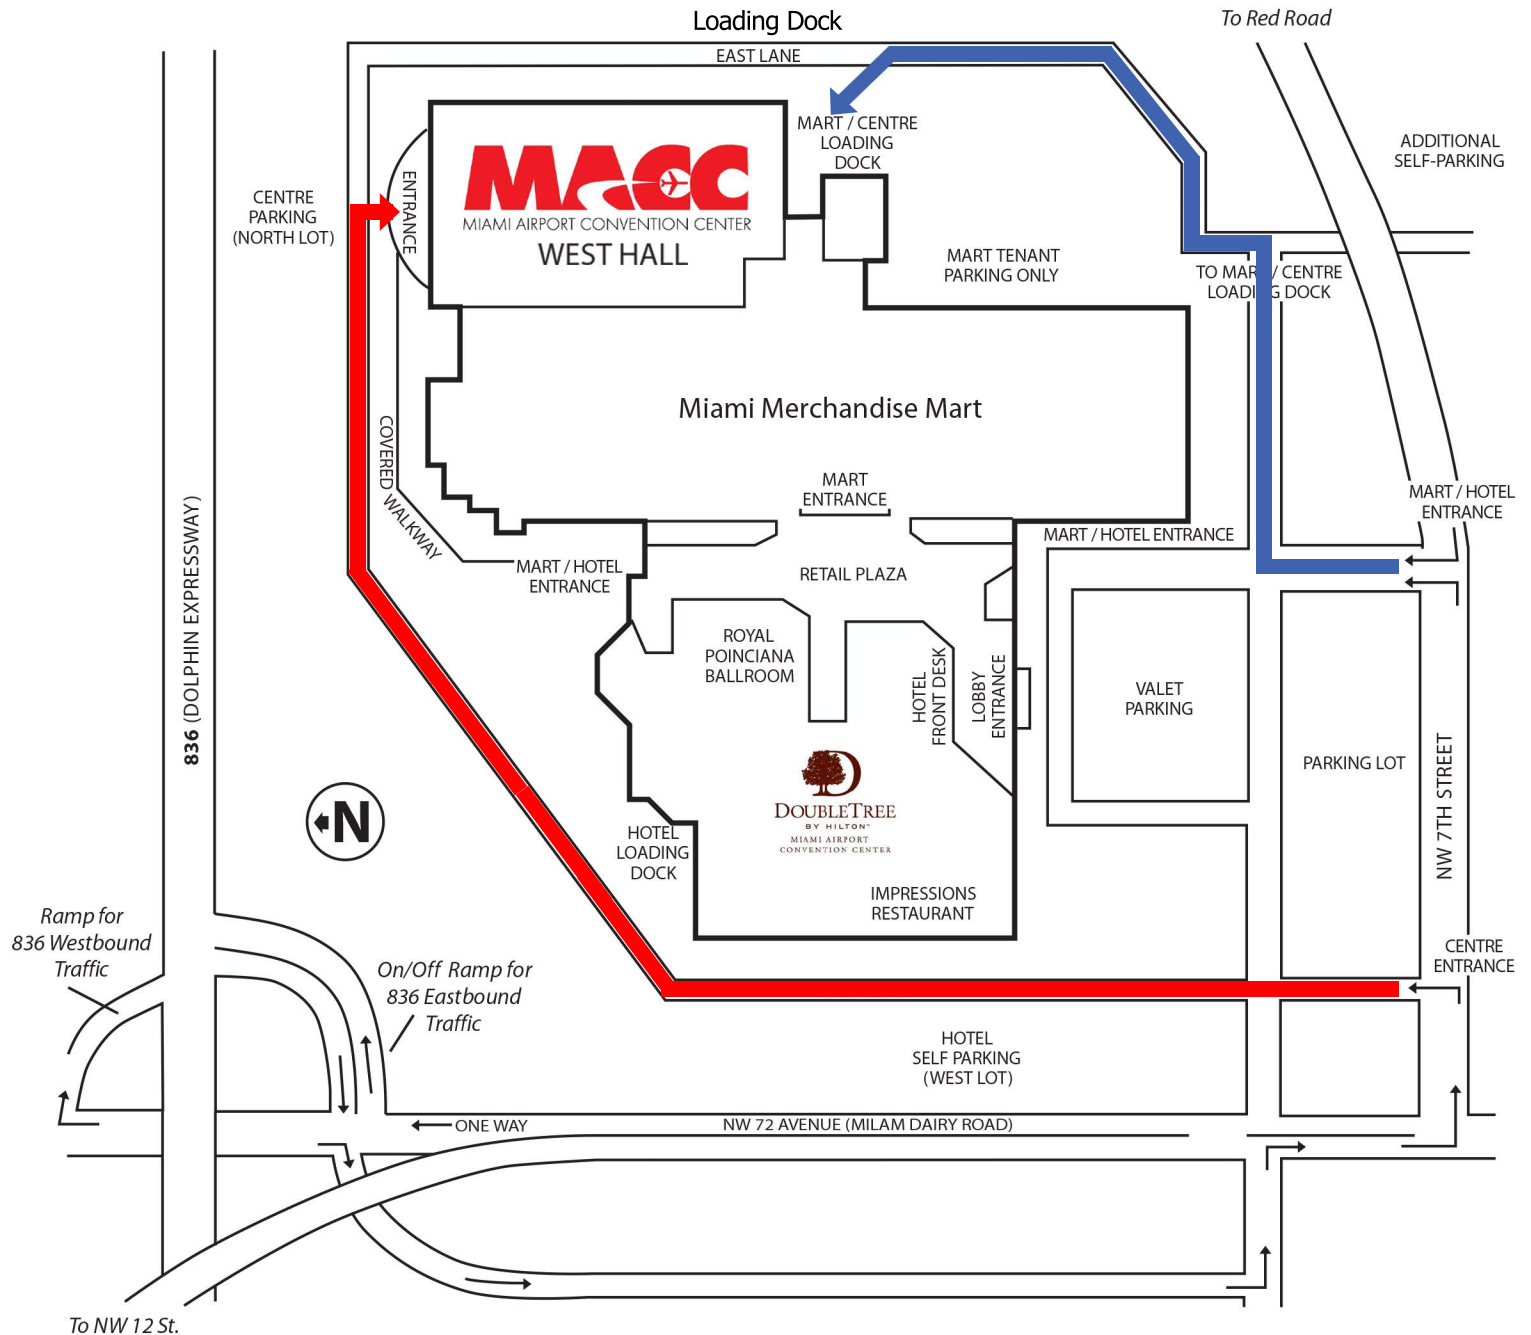 Loading Dock
To Red Road
EAST LANE
MART / CENTRE
LOADING
DOCK
ADDITIONAL
SELF-PARKING
MACC
MIAMI AIRPORT CONVENTION CENTER
WEST HALL
ENTRANCE
CENTRE
PARKING
(NORTH LOT)
MART TENANT
PARKING ONLY
TO MART / CENTRE
LOADING DOCK
Miami Merchandise Mart
COVERED WALKWAY
MART
ENTRANCE
MART / HOTEL
ENTRANCE
MART / HOTEL ENTRANCE
MART / HOTEL
ENTRANCE
RETAIL PLAZA
836 (DOLPHIN EXPRESSWAY)
ROYAL
POINCIANA
BALLROOM
HOTEL
FRONT DESK
LOBBY
ENTRANCE
VALET
PARKING
PARKING LOT
NW 7TH STREET
N
D
DOUBLETREE
BY HILTON™
MIAMI AIRPORT
CONVENTION CENTER
HOTEL
LOADING
DOCK
IMPRESSIONS
RESTAURANT
Ramp for
836 Westbound
Traffic
On/Off Ramp for
836 Eastbound
Traffic
CENTRE
ENTRANCE
HOTEL
SELF PARKING
(WEST LOT)
ONE WAY
NW 72 AVENUE (MILAM DAIRY ROAD)
To NW 12 St.